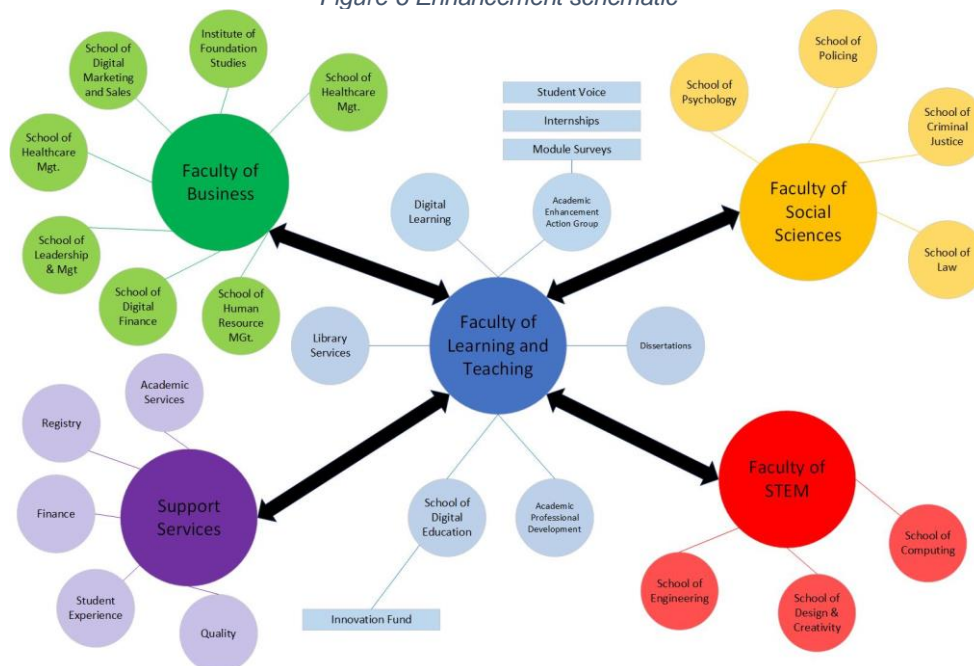 Figure 6 Enhancement schematic
School of
Digital
Marketing
and Sales
Institute of
Foundation
Studies
School of
Healthcare
Mgt.
School of
Healthcare
Mgt.
School of
Leadership
& Mgt
School of
Digital
Finance
School of
Human
Resource
MGt.
Faculty of
Business
Student Voice
Internships
Module Surveys
Digital
Learning
Academic
Enhancement
Action Group
School of
Psychology
School of
Policing
School of
Criminal
Justice
School of
Law
Faculty of
Social
Sciences
Library
Services
Faculty of
Learning and
Teaching
Dissertations
Academic
Services
Registry
Finance
Student
Experience
Quality
Support
Services
School of
Digital
Education
Academic
Professional
Development
Innovation Fund
Faculty of
STEM
School of
Computing
School of
Engineering
School of
Design &
Creativity